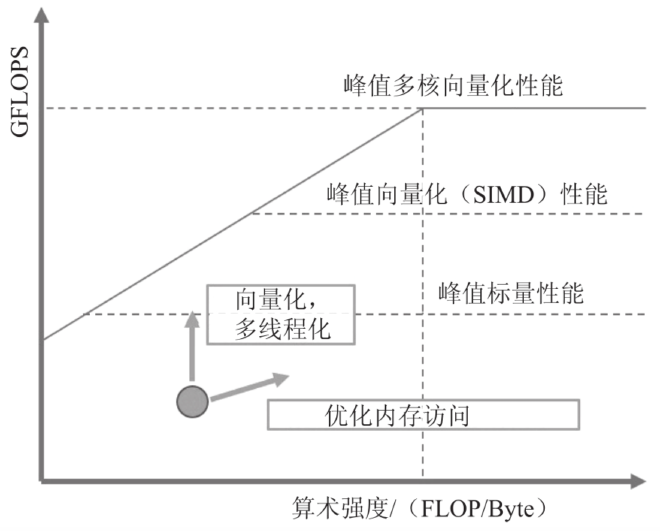 GFLOPS
峰值多核向量化性能
峰值向量化（SIMD）性能
峰值标量性能
向量化，
多线程化
优化内存访问
算术强度/（FLOP/Byte）